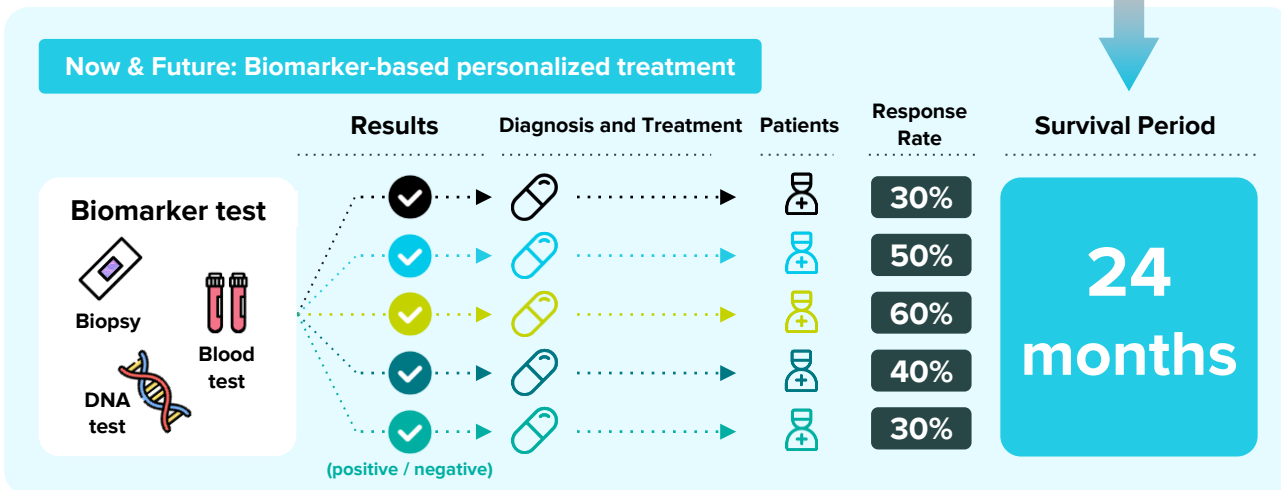 Now & Future: Biomarker-based personalized treatment
Results
Diagnosis and Treatment
Patients
Response
Rate
Survival Period
Biomarker test
Biopsy
Blood
test
DNA
test
30%
50%
60%
40%
30%
(positive / negative)
24
months